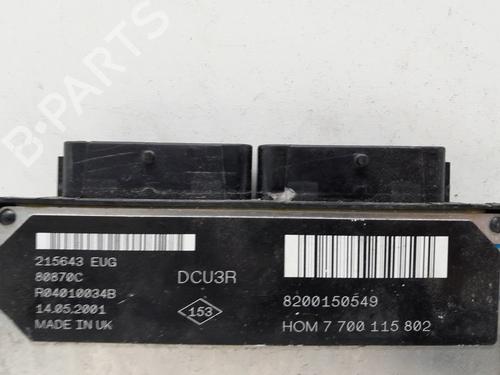 B-PARTS
215643 EUG
80870C
R04010034B
14.05.2001
MADE IN UK
DCU3R
153
8200150549
HOM 7 700 115 802